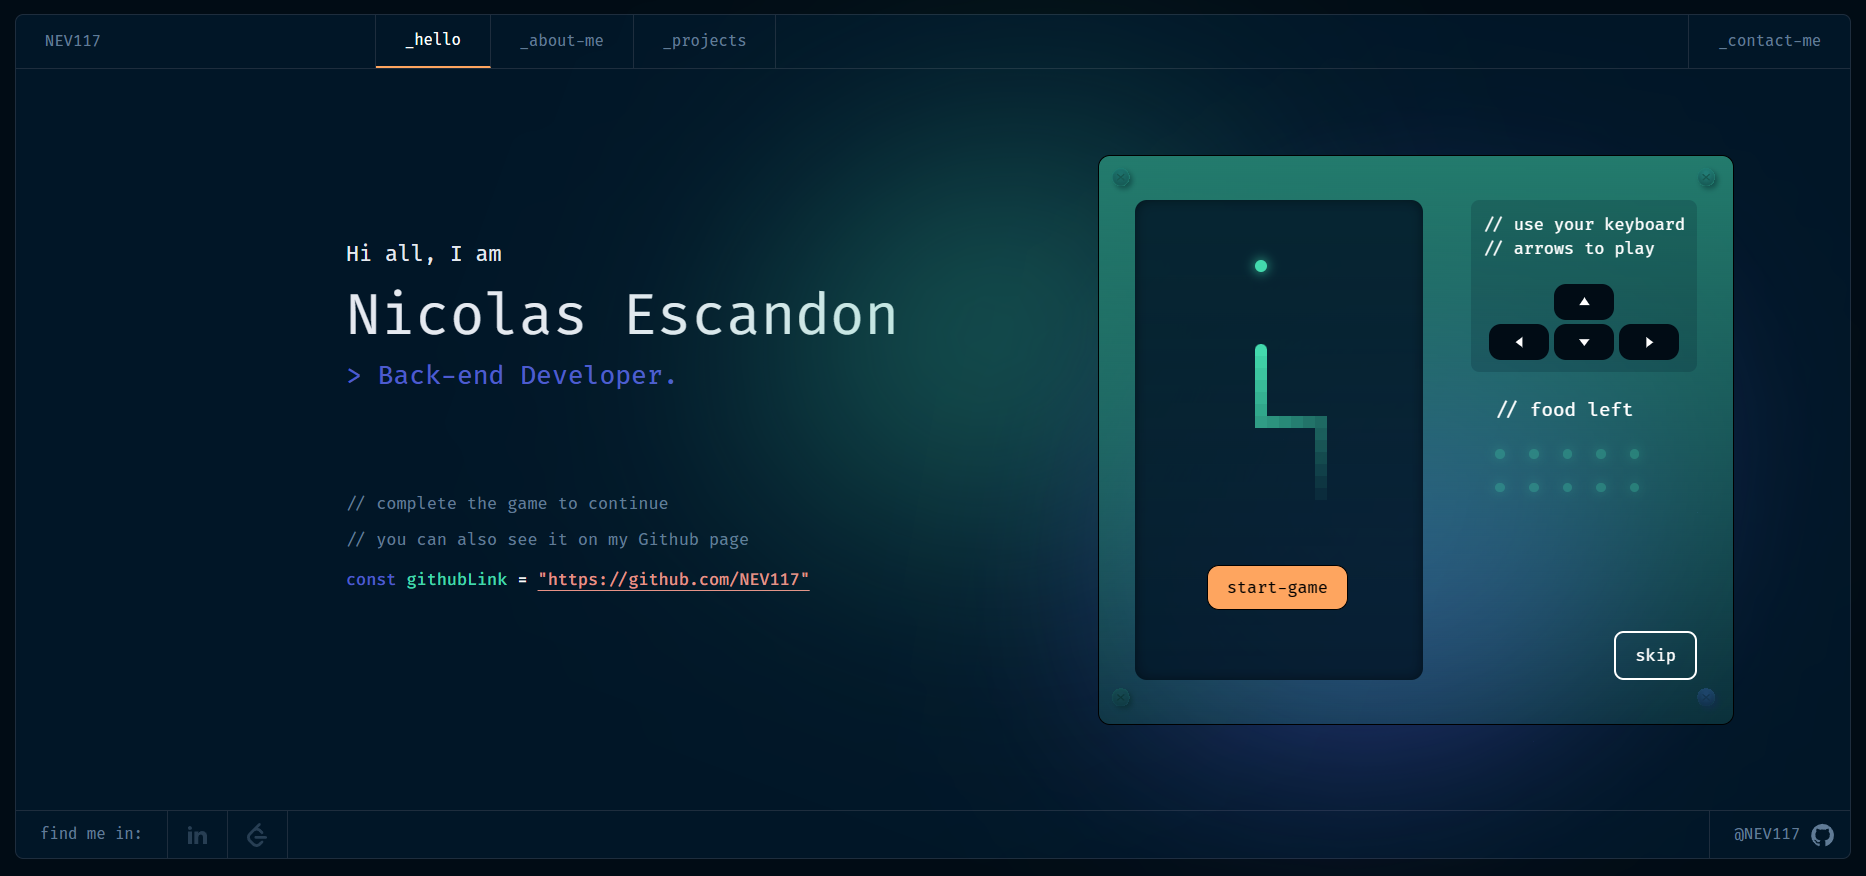 NEV117
_hello
_about-me
_projects
_contact-me
Hi all, I am
Nicolas Escandon
> Back-end Developer.
// complete the game to continue
// you can also see it on my Github page
const githubLink = "https://github.com/NEV117"
start-game
// use your keyboard
// arrows to play
// food left
skip
find me in:
in
@NEV117